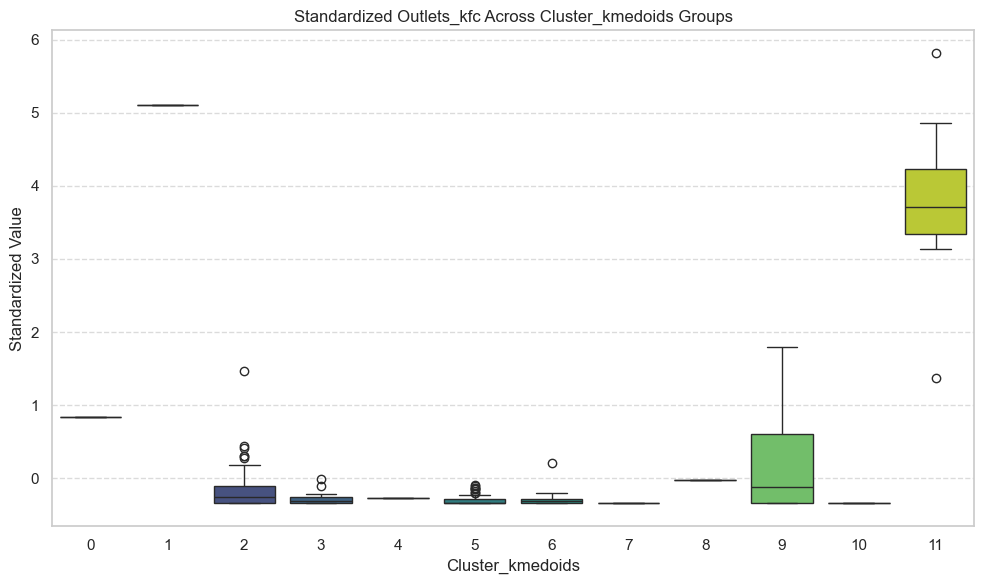 Standardized Outlets_kfc Across Cluster_kmedoids Groups
Standardized Value
6
5
4
3
2
1
0
0 1 2 3 4 5 6 7 8 9 10 11
Cluster_kmedoids